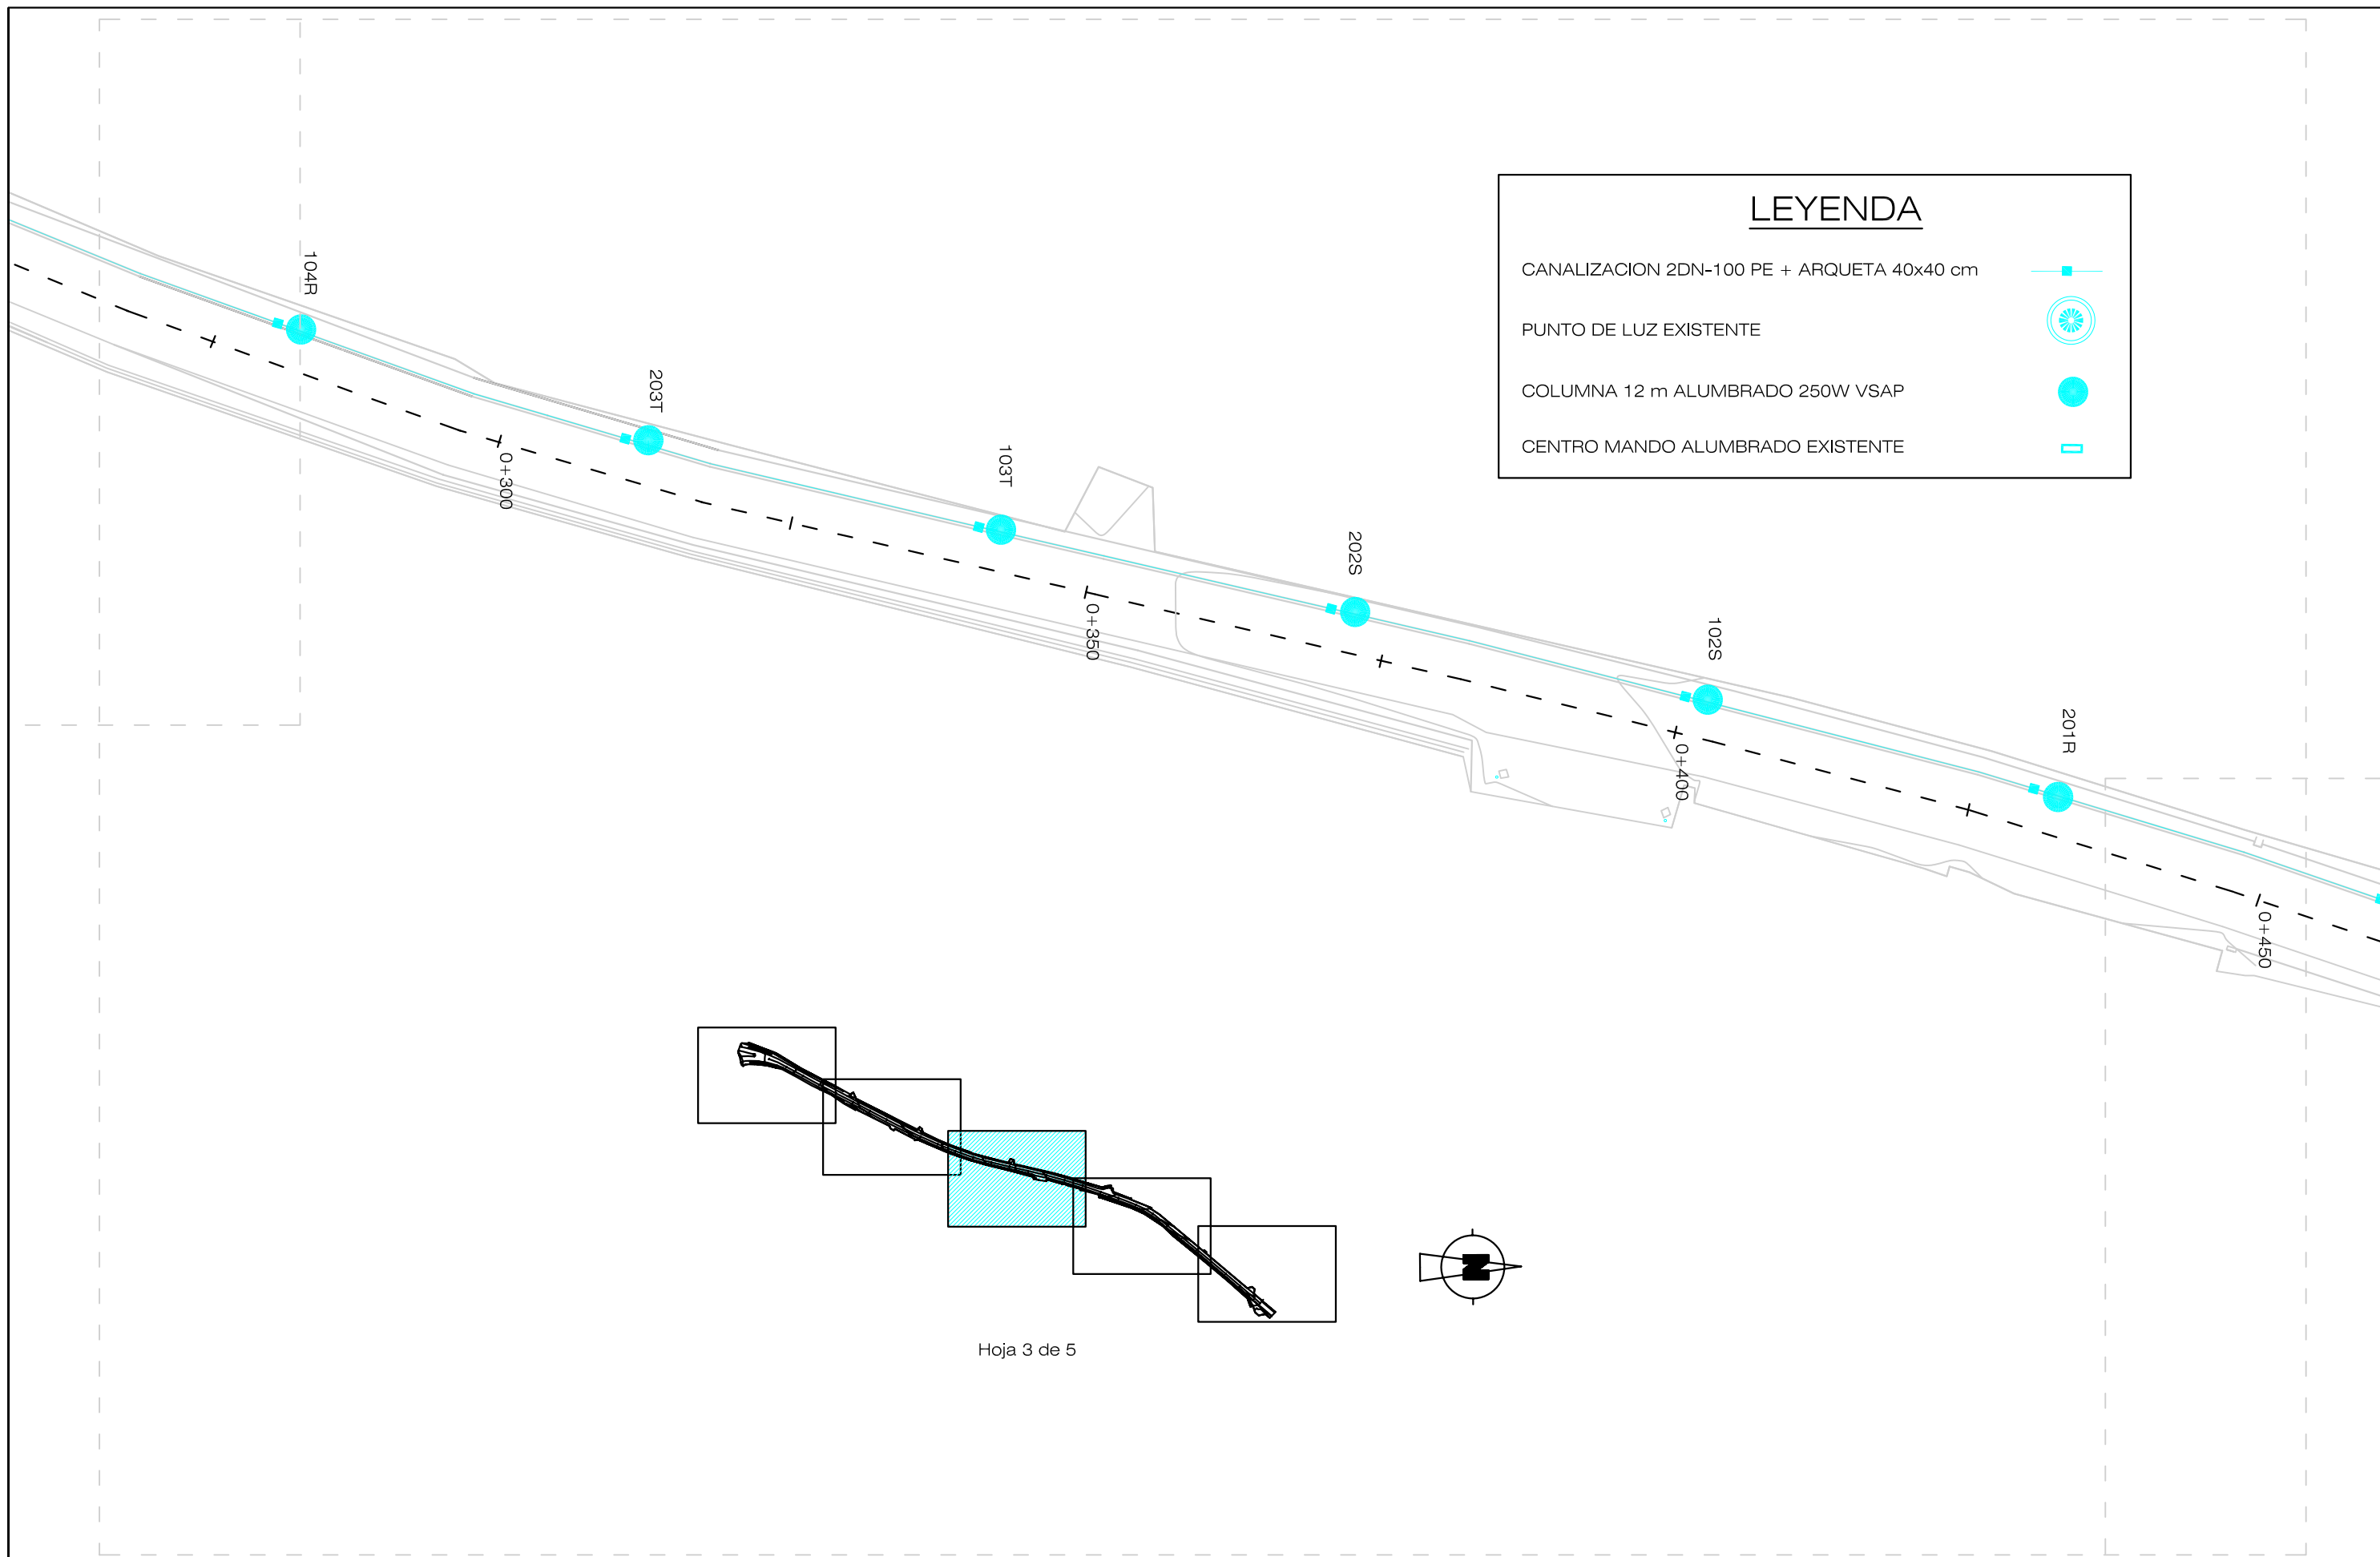 LEYENDA
CANALIZACION 2DN-100 PE + ARQUETA 40x40 cm
PUNTO DE LUZ EXISTENTE
COLUMNA 12 m ALUMBRADO 250W VSAP
CENTRO MANDO ALUMBRADO EXISTENTE
104R
203T
103T
202S
102S
201R
0+300
0+350
0+400
0+450
N
Hoja 3 de 5